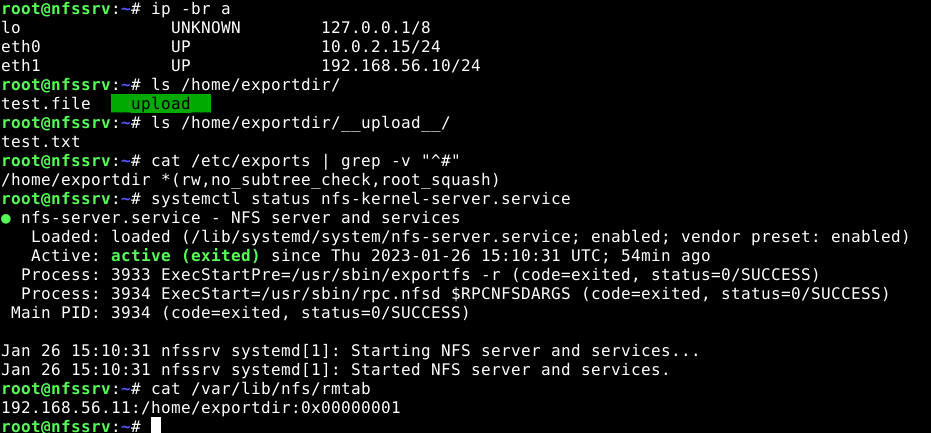 root@nfssrv:~# ip -br a
lo               UNKNOWN        127.0.0.1/8
eth0             UP             10.0.2.15/24
eth1             UP             192.168.56.10/24
root@nfssrv:~# ls /home/exportdir/
test.file  __upload__
root@nfssrv:~# ls /home/exportdir/__upload__/
test.txt
root@nfssrv:~# cat /etc/exports | grep -v "^#"
/home/exportdir *(rw,no_subtree_check,root_squash)
root@nfssrv:~# systemctl status nfs-kernel-server.service
● nfs-server.service - NFS server and services
   Loaded: loaded (/lib/systemd/system/nfs-server.service; enabled; vendor preset: enabled)
   Active: active (exited) since Thu 2023-01-26 15:10:31 UTC; 54min ago
  Process: 3933 ExecStartPre=/usr/sbin/exportfs -r (code=exited, status=0/SUCCESS)
  Process: 3934 ExecStart=/usr/sbin/rpc.nfsd $RPCNFSDARGS (code=exited, status=0/SUCCESS)
 Main PID: 3934 (code=exited, status=0/SUCCESS)

Jan 26 15:10:31 nfssrv systemd[1]: Starting NFS server and services...
Jan 26 15:10:31 nfssrv systemd[1]: Started NFS server and services.
root@nfssrv:~# cat /var/lib/nfs/rmtab
192.168.56.11:/home/exportdir:0x00000001
root@nfssrv:~#